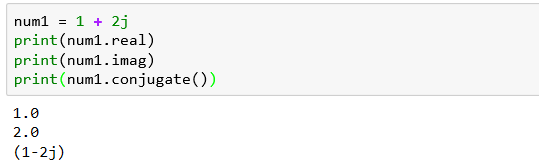 num1 = 1 + 2j
print(num1.real)
print(num1.imag)
print(num1.conjugate())
1.0
2.0
(1-2j)